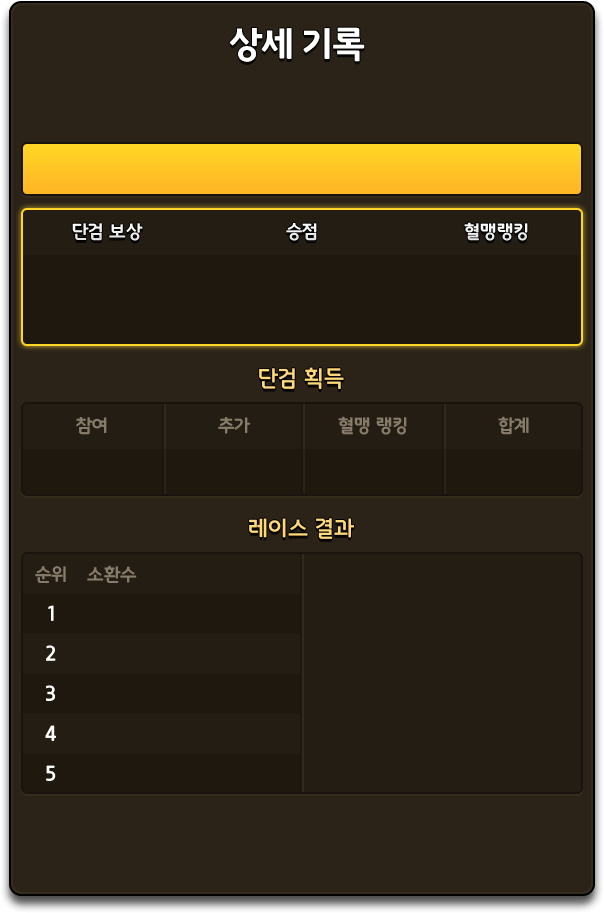 상세 기록
단검 보상 승점 혈맹랭킹
단검 획득
참여 추가 혈맹 랭킹 합계
레이스 결과
순위 소환수
1
2
3
4
5